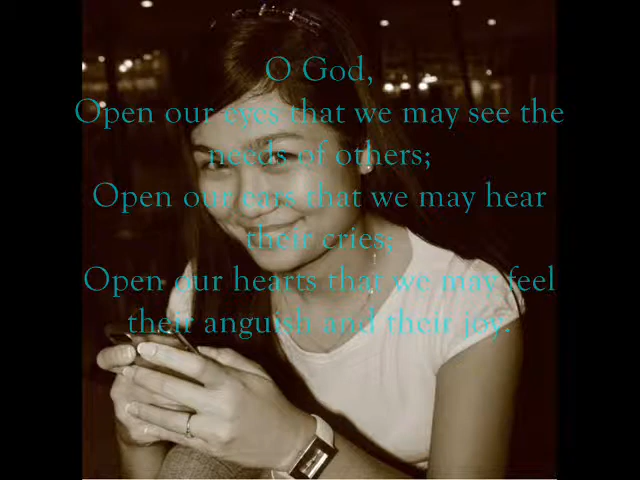 O God,
Open our eyes that we may see the
needs of others;
Open our ears that we may hear
their cries;
Open our hearts that we may feel
their anguish and their joy.